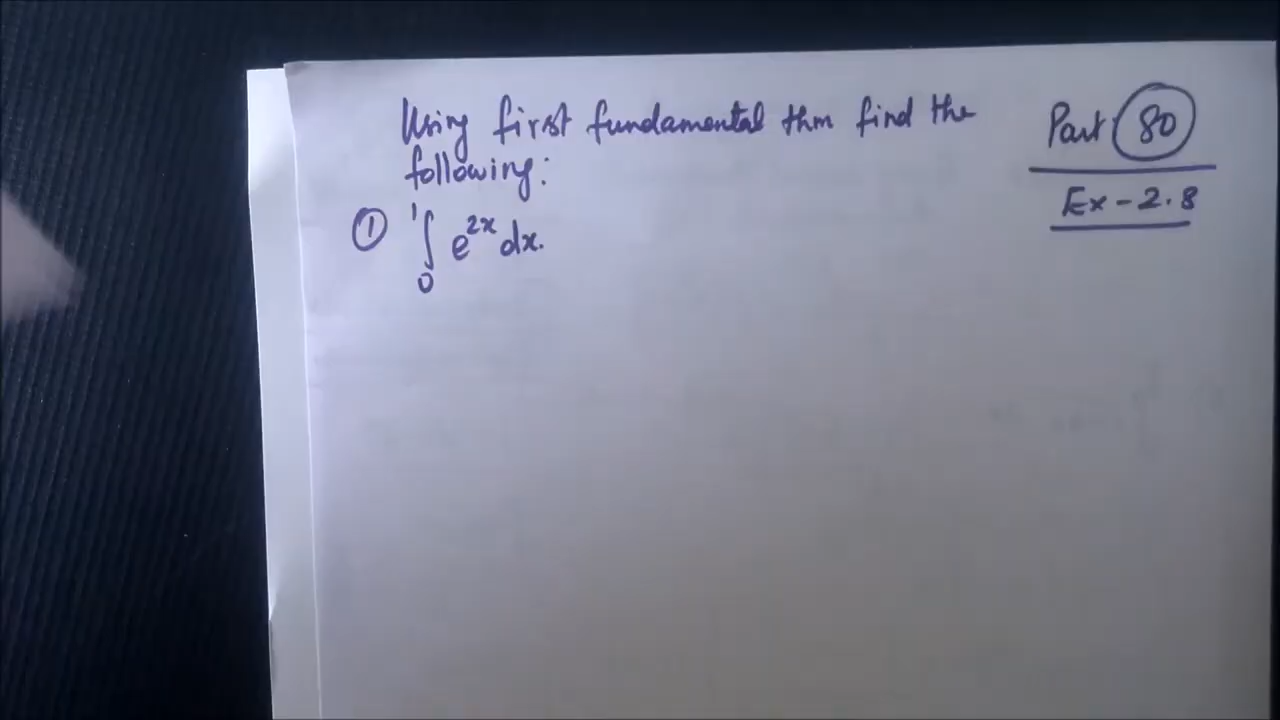 Using first fundamental thm find the
following:
Part 80
Ex - 2.8
① ∫₀¹ e^{2x} dx.